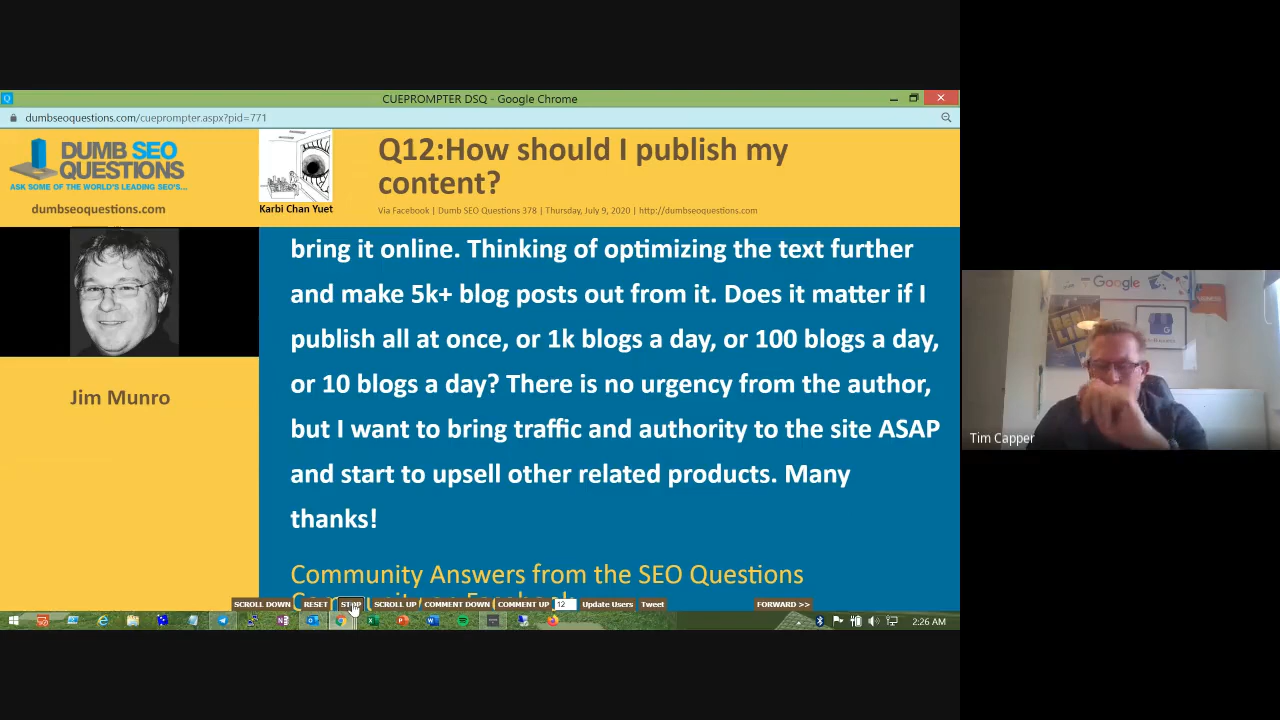 CUEPROMPTER DSQ - Google Chrome
dumbseoquestions.com/cueprompter.aspx?pid=771
DUMB SEO
QUESTIONS
ASK SOME OF THE WORLD'S LEADING SEO'S...
dumbseoquestions.com
Karbi Chan Yuet
Q12:How should I publish my
content?
Via Facebook | Dumb SEO Questions 378 | Thursday, July 9, 2020 | http://dumbseoquestions.com
Jim Munro
bring it online. Thinking of optimizing the text further
and make 5k+ blog posts out from it. Does it matter if I
publish all at once, or 1k blogs a day, or 100 blogs a day,
or 10 blogs a day? There is no urgency from the author,
but I want to bring traffic and authority to the site ASAP
and start to upsell other related products. Many
thanks!
Community Answers from the SEO Questions
SCROLL DOWN RESET STOP SCROLL UP COMMENT DOWN COMMENT UP 12 Update Users Tweet FORWARD >>
2:26 AM
Google
Tim Capper